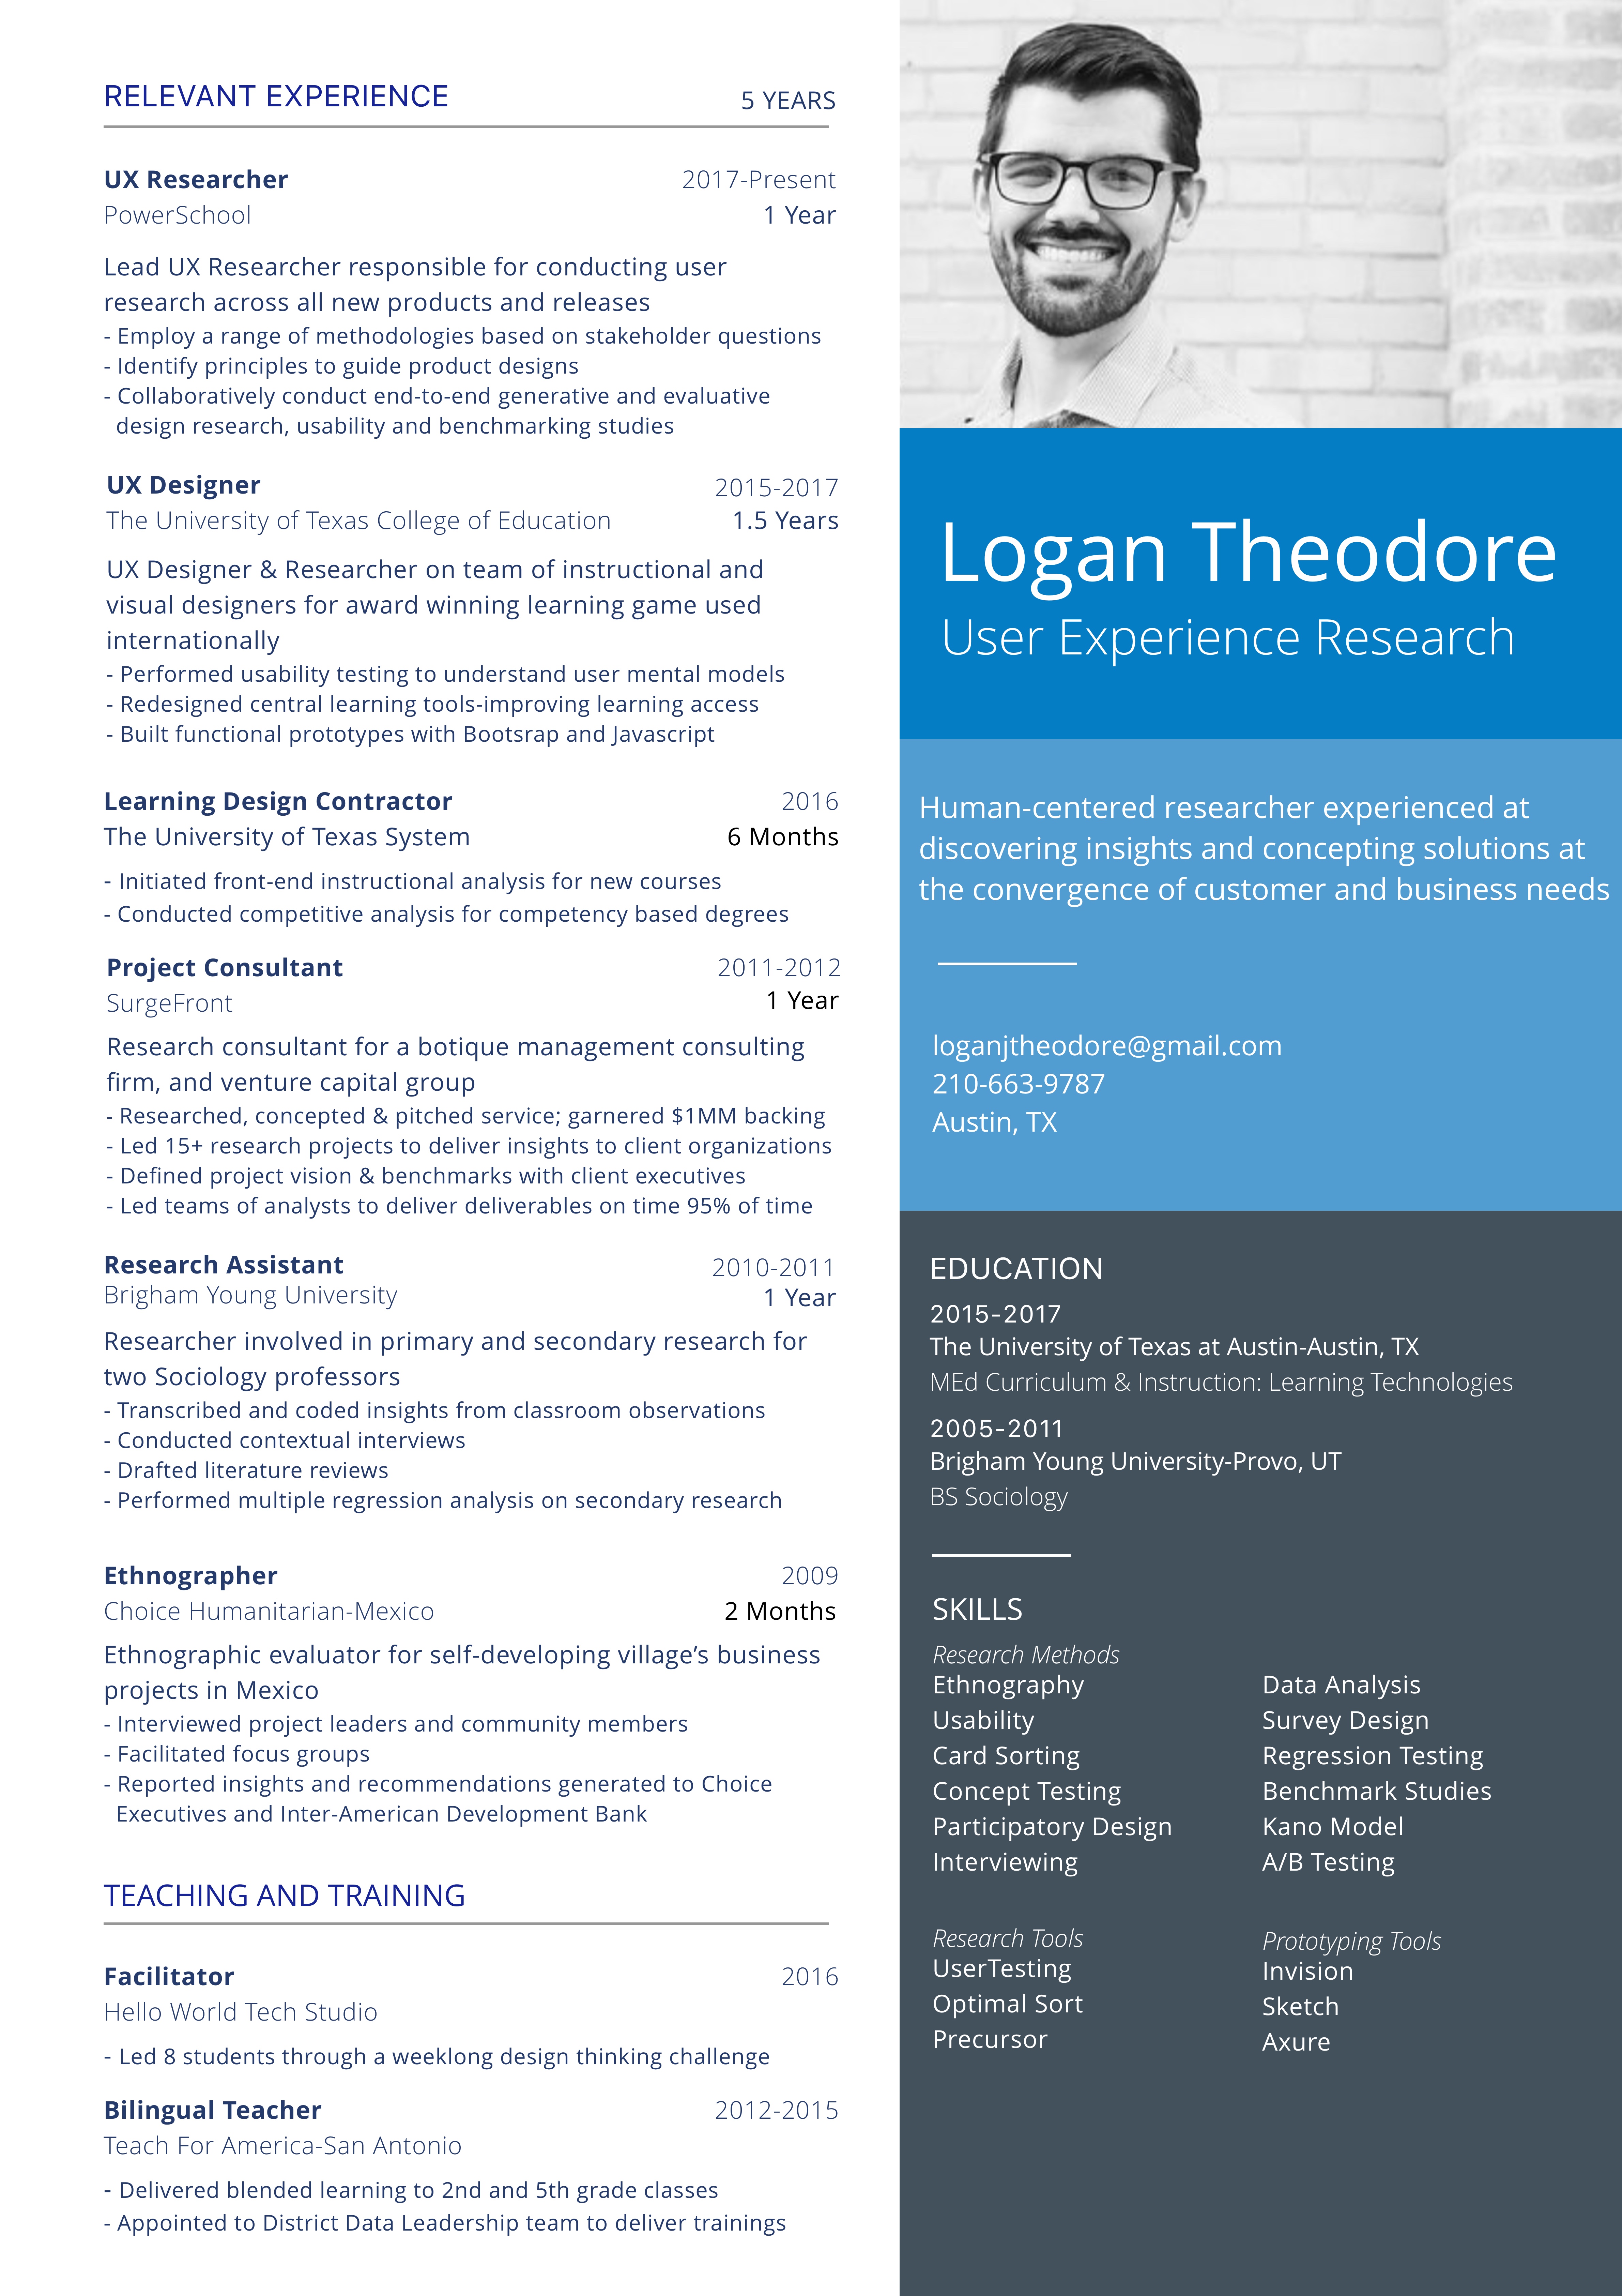 RELEVANT EXPERIENCE 5 YEARS
UX Researcher 2017-Present
PowerSchool 1 Year
Lead UX Researcher responsible for conducting user
research across all new products and releases
- Employ a range of methodologies based on stakeholder questions
- Identify principles to guide product designs
- Collaboratively conduct end-to-end generative and evaluative
design research, usability and benchmarking studies
UX Designer 2015-2017
The University of Texas College of Education 1.5 Years
UX Designer & Researcher on team of instructional and
visual designers for award winning learning game used
internationally
- Performed usability testing to understand user mental models
- Redesigned central learning tools-improving learning access
- Built functional prototypes with Bootsrap and Javascript
Learning Design Contractor 2016
The University of Texas System 6 Months
- Initiated front-end instructional analysis for new courses
- Conducted competitive analysis for competency based degrees
Project Consultant 2011-2012
SurgeFront 1 Year
Research consultant for a botique management consulting
firm, and venture capital group
- Researched, concepted & pitched service; garnered $1MM backing
- Led 15+ research projects to deliver insights to client organizations
- Defined project vision & benchmarks with client executives
- Led teams of analysts to deliver deliverables on time 95% of time
Research Assistant 2010-2011
Brigham Young University 1 Year
Researcher involved in primary and secondary research for
two Sociology professors
- Transcribed and coded insights from classroom observations
- Conducted contextual interviews
- Drafted literature reviews
- Performed multiple regression analysis on secondary research
Ethnographer 2009
Choice Humanitarian-Mexico 2 Months
Ethnographic evaluator for self-developing village’s business
projects in Mexico
- Interviewed project leaders and community members
- Facilitated focus groups
- Reported insights and recommendations generated to Choice
Executives and Inter-American Development Bank
TEACHING AND TRAINING
Facilitator 2016
Hello World Tech Studio
- Led 8 students through a weeklong design thinking challenge
Bilingual Teacher 2012-2015
Teach For America-San Antonio
- Delivered blended learning to 2nd and 5th grade classes
- Appointed to District Data Leadership team to deliver trainings
Logan Theodore
User Experience Research
Human-centered researcher experienced at
discovering insights and concepting solutions at
the convergence of customer and business needs
loganjtheodore@gmail.com
210-663-9787
Austin, TX
EDUCATION
2015-2017
The University of Texas at Austin-Austin, TX
MEd Curriculum & Instruction: Learning Technologies
2005-2011
Brigham Young University-Provo, UT
BS Sociology
SKILLS
Research Methods
Ethnography Data Analysis
Usability Survey Design
Card Sorting Regression Testing
Concept Testing Benchmark Studies
Participatory Design Kano Model
Interviewing A/B Testing
Research Tools Prototyping Tools
UserTesting Invision
Optimal Sort Sketch
Precursor Axure